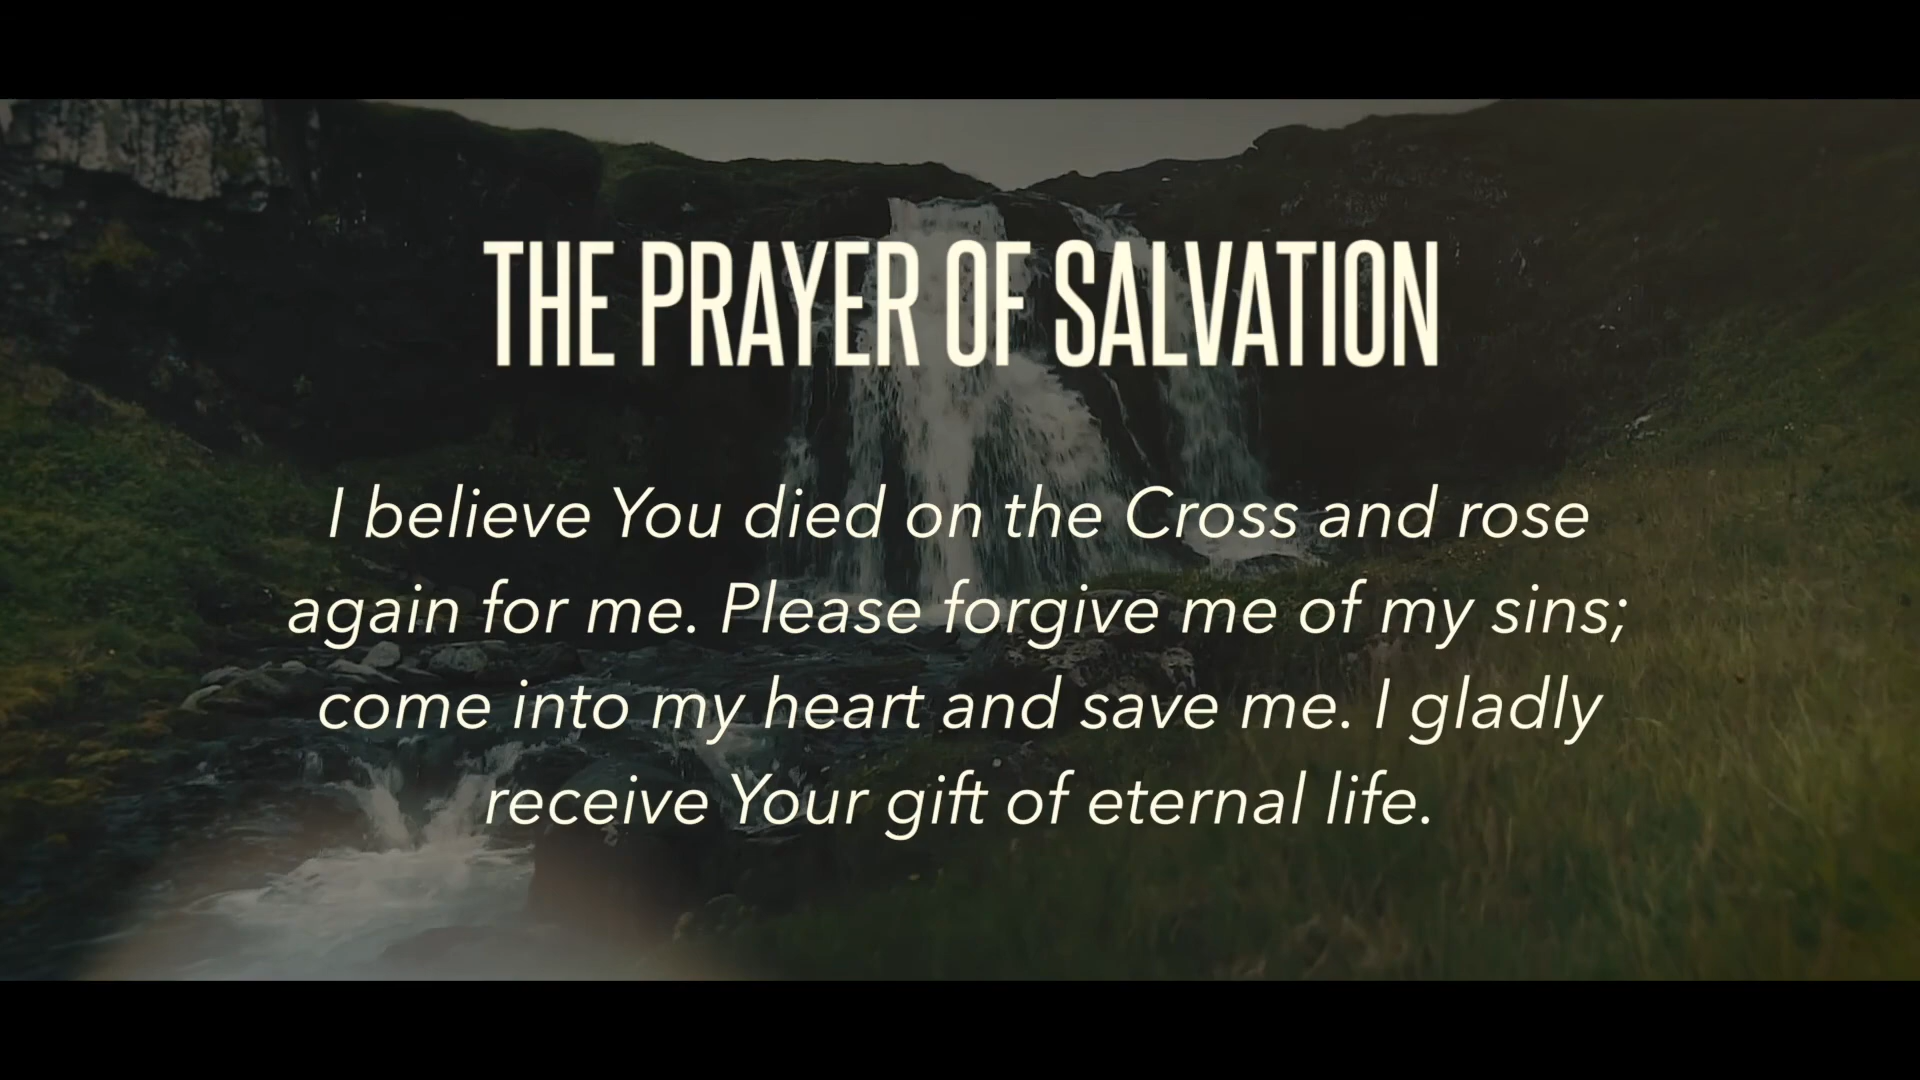 THE PRAYER OF SALVATION
I believe You died on the Cross and rose
again for me. Please forgive me of my sins;
come into my heart and save me. I gladly
receive Your gift of eternal life.